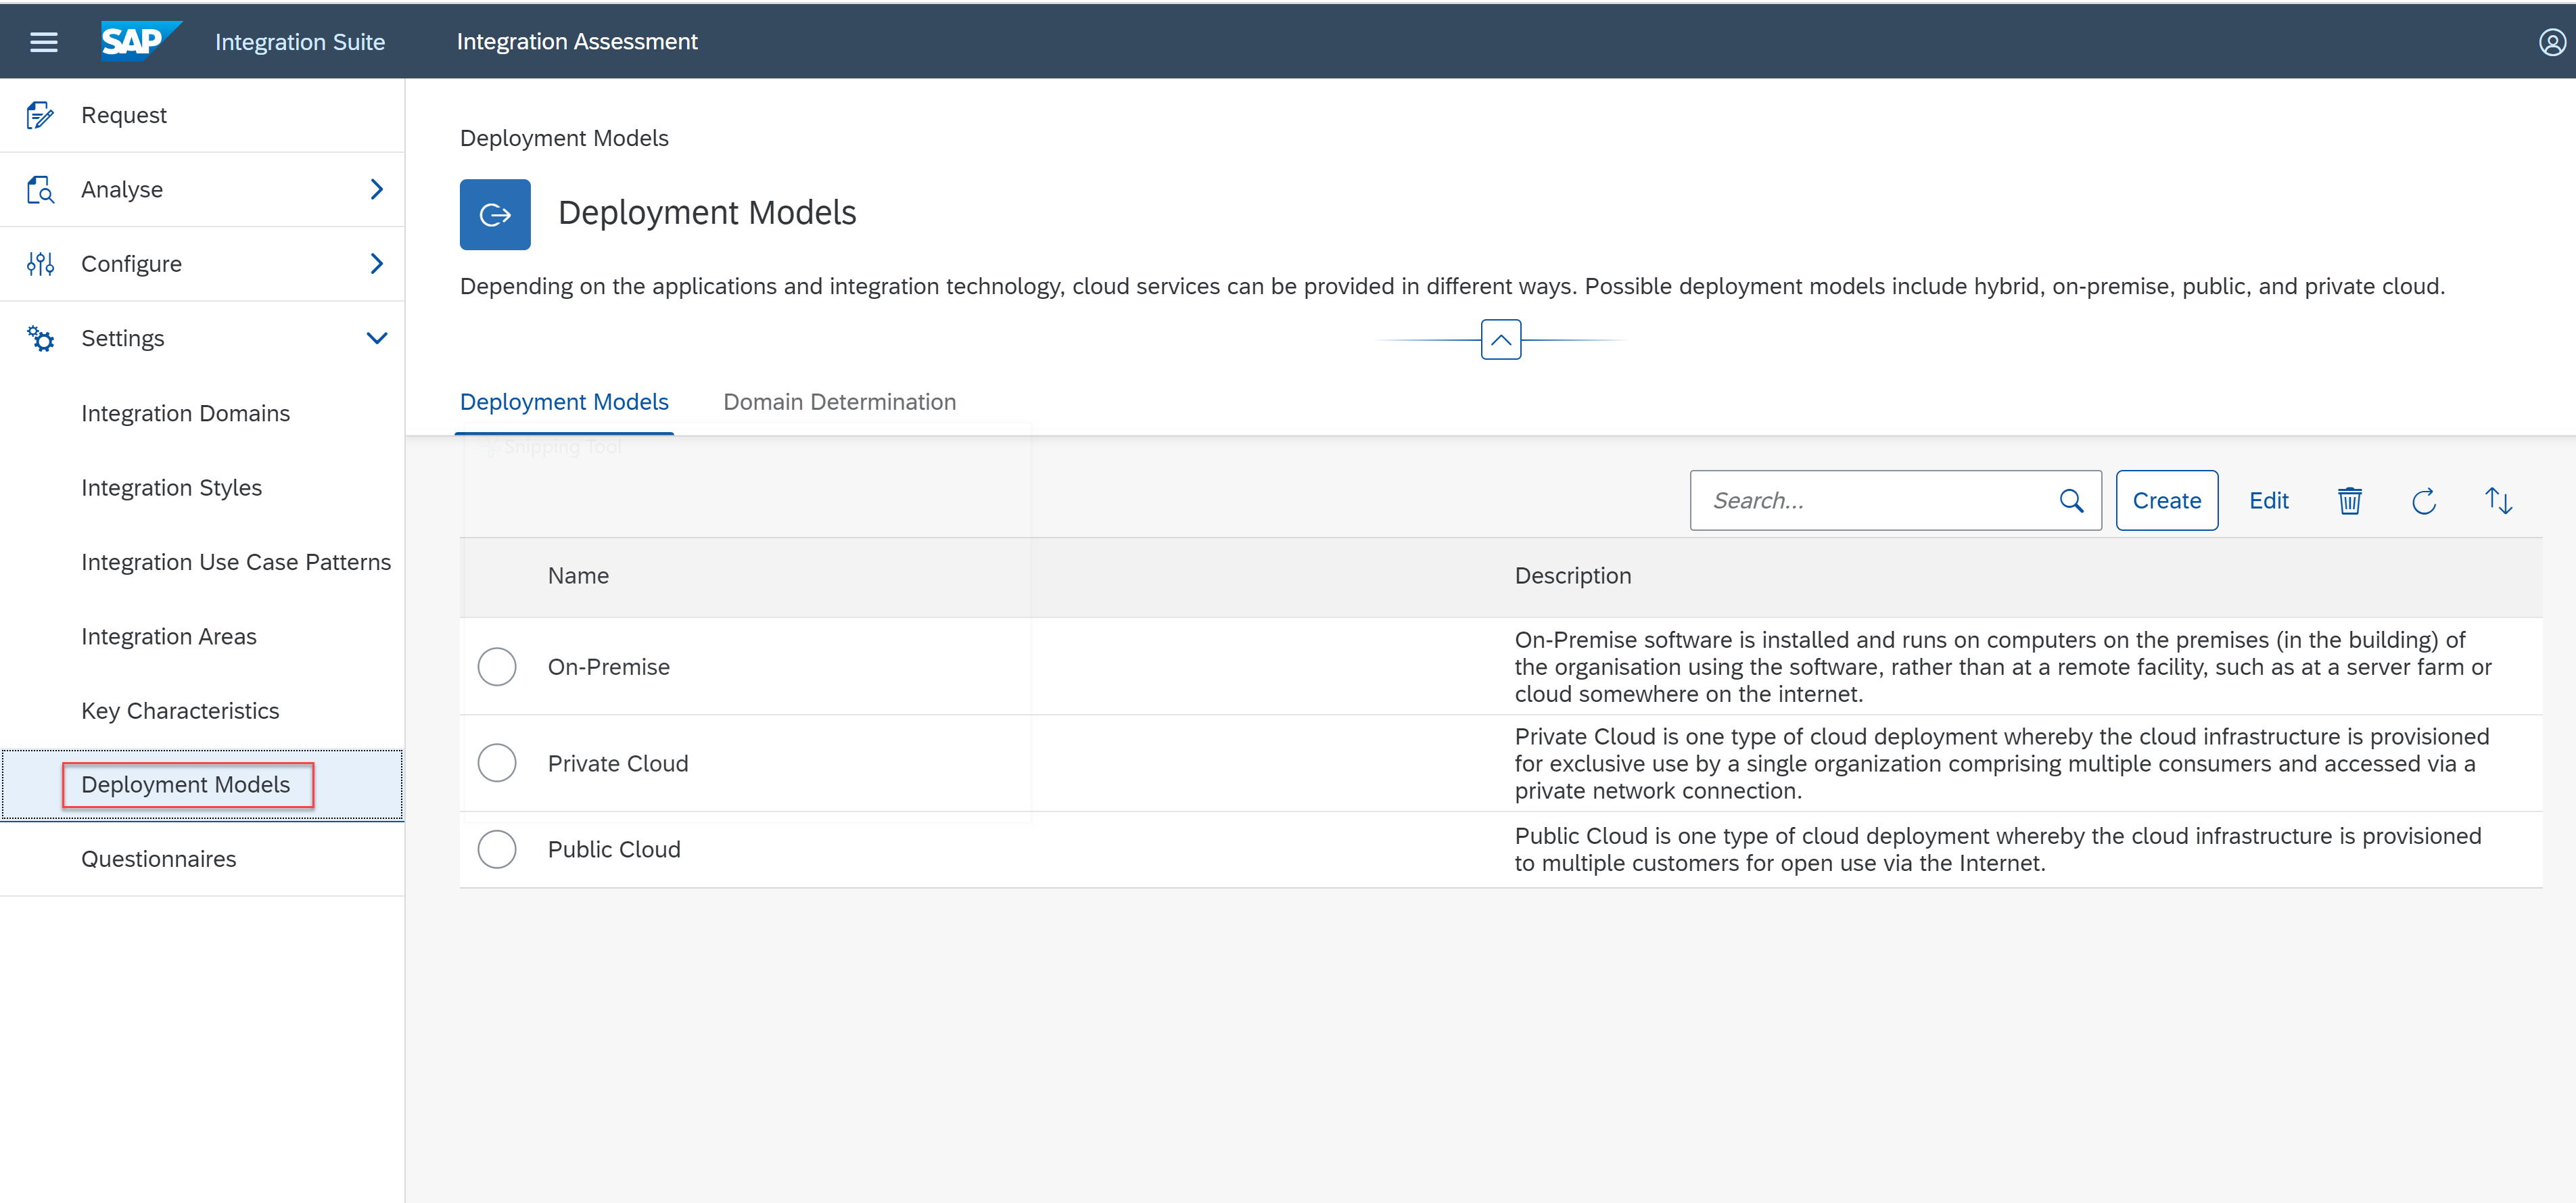 SAP Integration Suite Integration Assessment
Request
Analyse
Configure
Settings
Integration Domains
Integration Styles
Integration Use Case Patterns
Integration Areas
Key Characteristics
Deployment Models
Questionnaires
Deployment Models
Deployment Models
Depending on the applications and integration technology, cloud services can be provided in different ways. Possible deployment models include hybrid, on-premise, public, and private cloud.
Deployment Models Domain Determination
Snipping Tool
Search... Create Edit
Name Description
On-Premise
On-Premise software is installed and runs on computers on the premises (in the building) of
the organisation using the software, rather than at a remote facility, such as at a server farm or
cloud somewhere on the internet.
Private Cloud
Private Cloud is one type of cloud deployment whereby the cloud infrastructure is provisioned
for exclusive use by a single organization comprising multiple consumers and accessed via a
private network connection.
Public Cloud
Public Cloud is one type of cloud deployment whereby the cloud infrastructure is provisioned
to multiple customers for open use via the Internet.